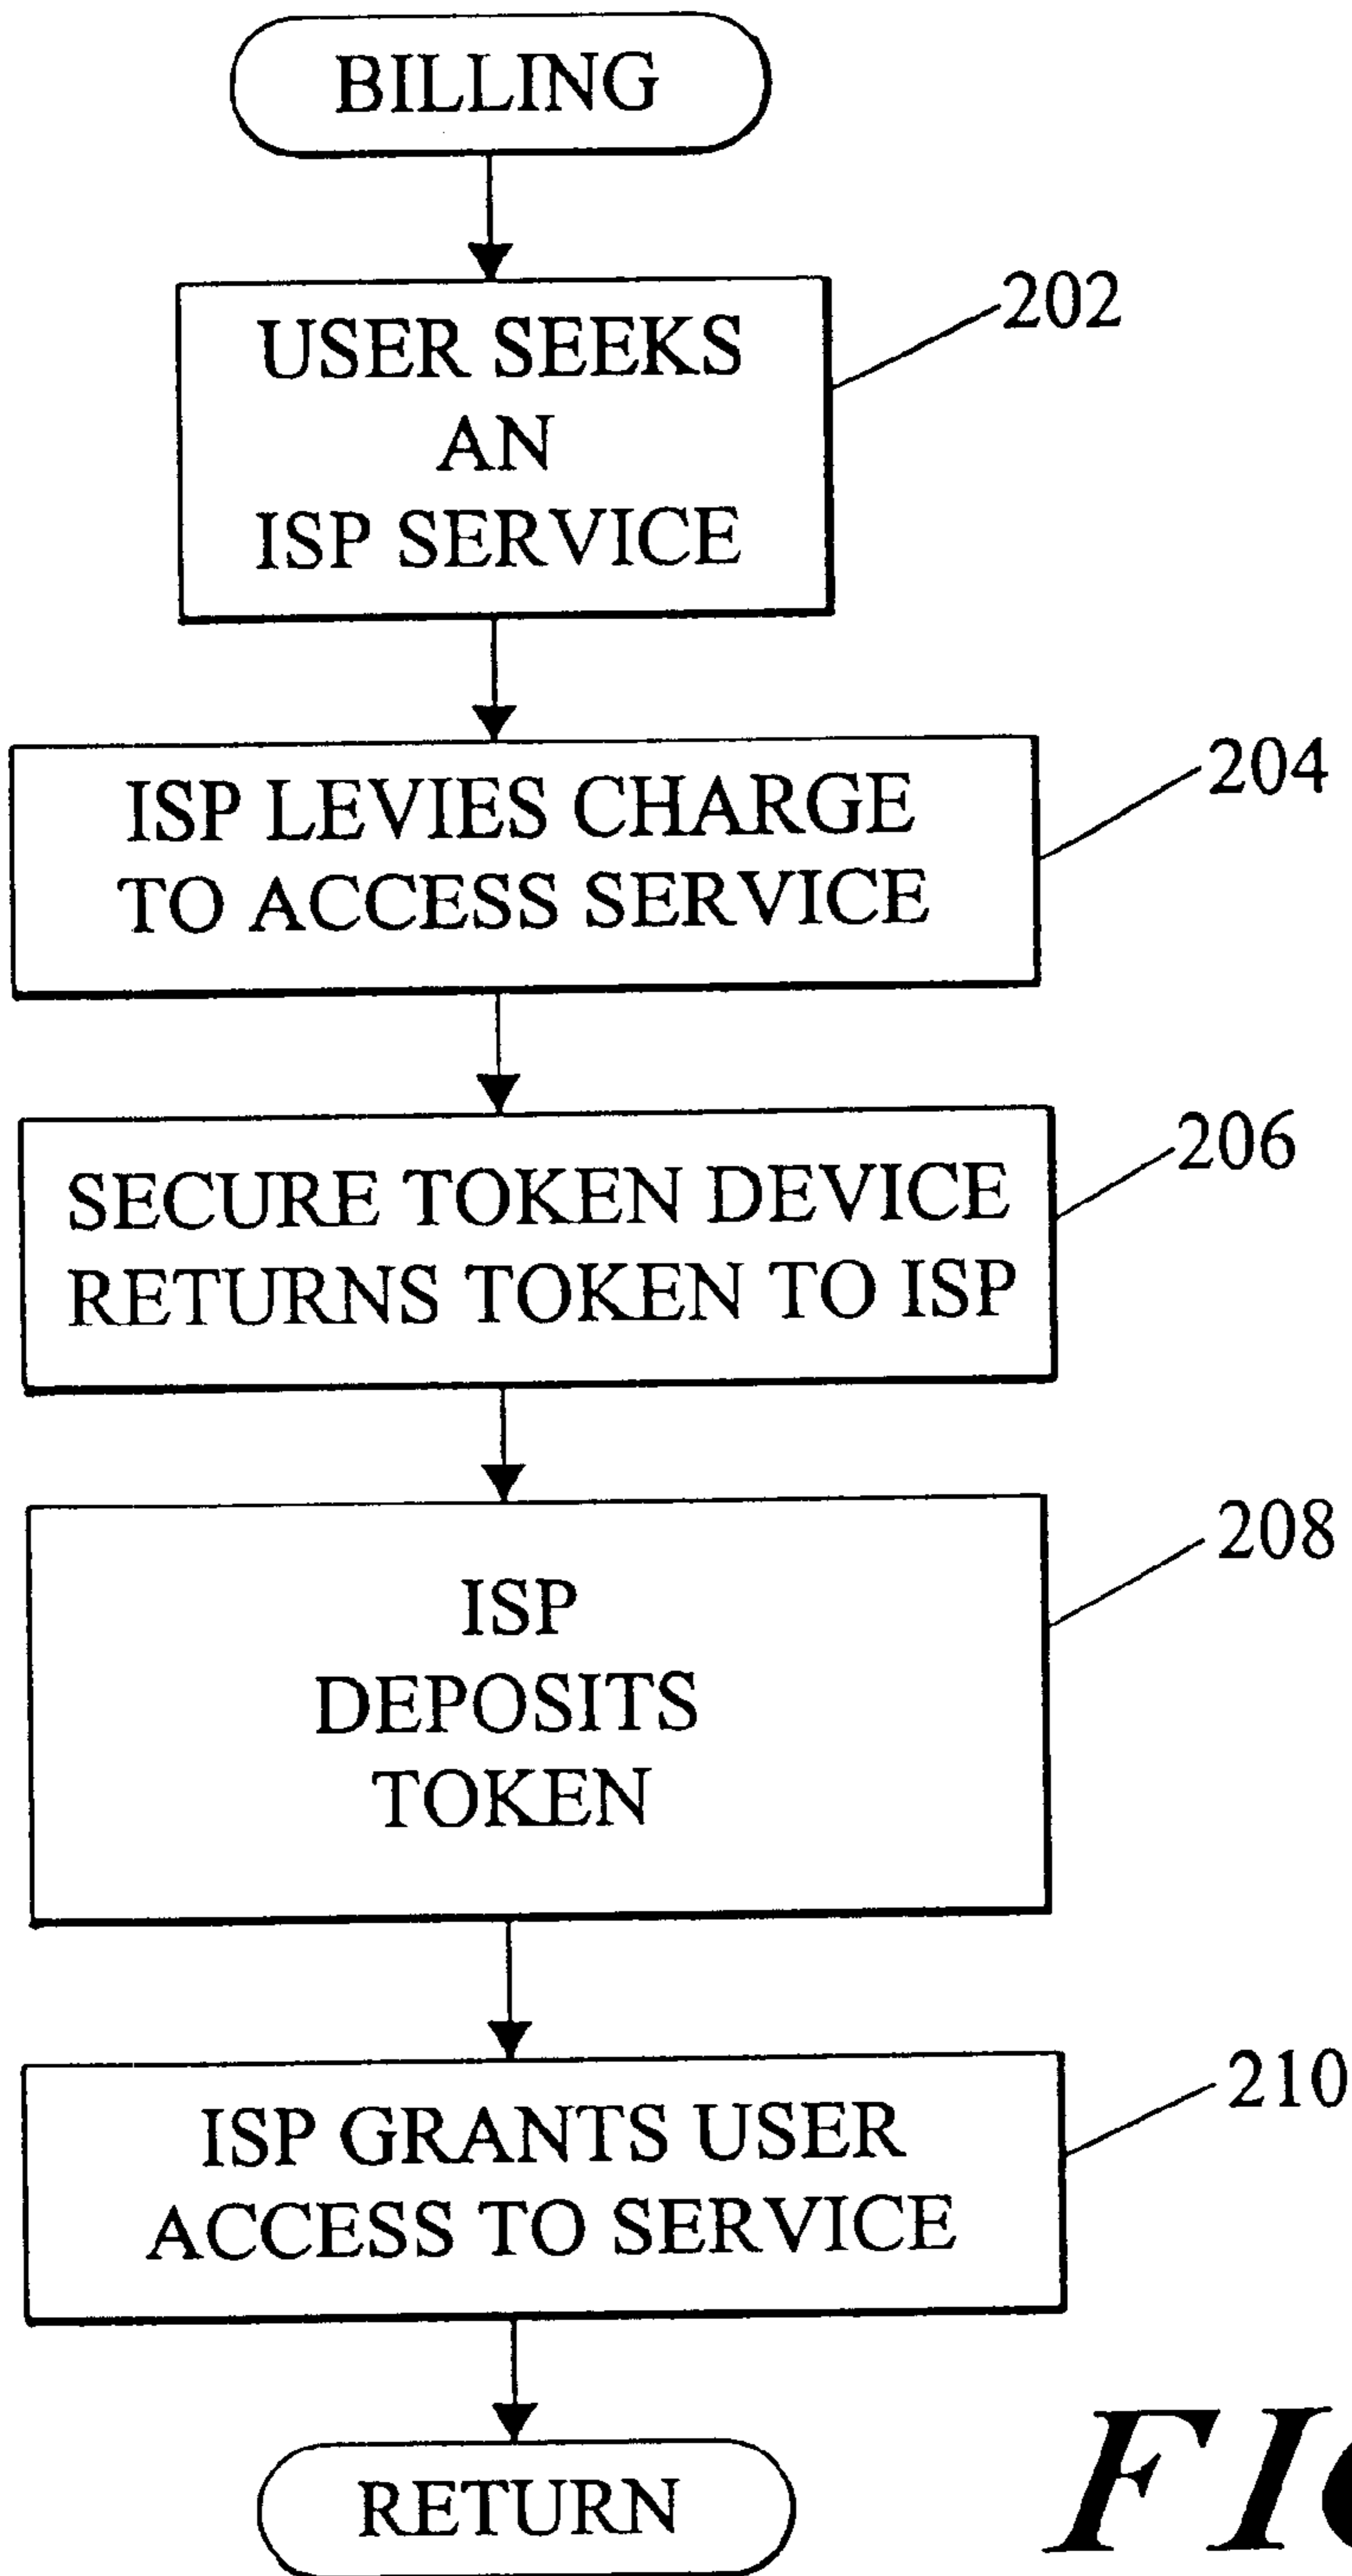 BILLING
202
USER SEEKS
AN
ISP SERVICE
204
ISP LEVIES CHARGE
TO ACCESS SERVICE
206
SECURE TOKEN DEVICE
RETURNS TOKEN TO ISP
208
ISP
DEPOSITS
TOKEN
210
ISP GRANTS USER
ACCESS TO SERVICE
RETURN